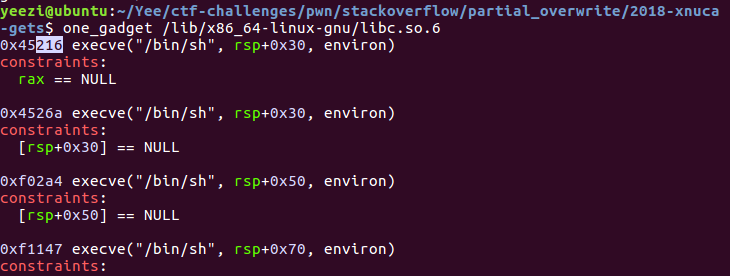 yeezi@ubuntu:~/Yee/ctf-challenges/pwn/stackoverflow/partial_overwrite/2018-xnuca
-gets$ one_gadget /lib/x86_64-linux-gnu/libc.so.6
0x45216 execve("/bin/sh", rsp+0x30, environ)
constraints:
  rax == NULL
0x4526a execve("/bin/sh", rsp+0x30, environ)
constraints:
  [rsp+0x30] == NULL
0xf02a4 execve("/bin/sh", rsp+0x50, environ)
constraints:
  [rsp+0x50] == NULL
0xf1147 execve("/bin/sh", rsp+0x70, environ)
constraints: